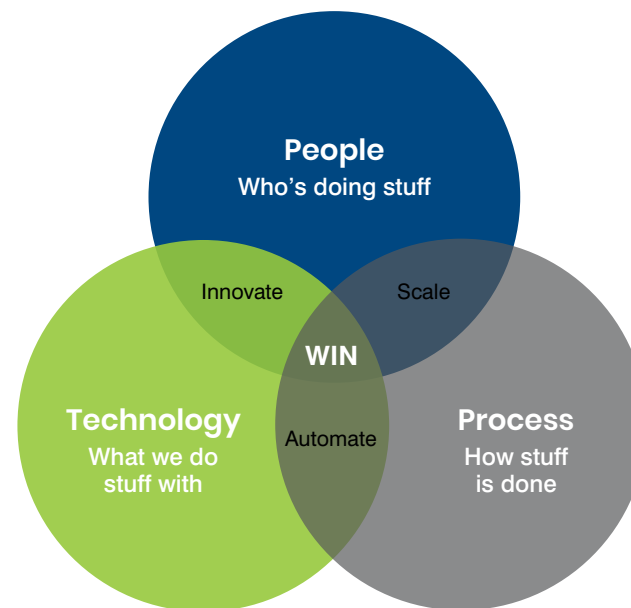 People
Who’s doing stuff
Innovate
Scale
WIN
Technology
What we do
stuff with
Automate
Process
How stuff
is done